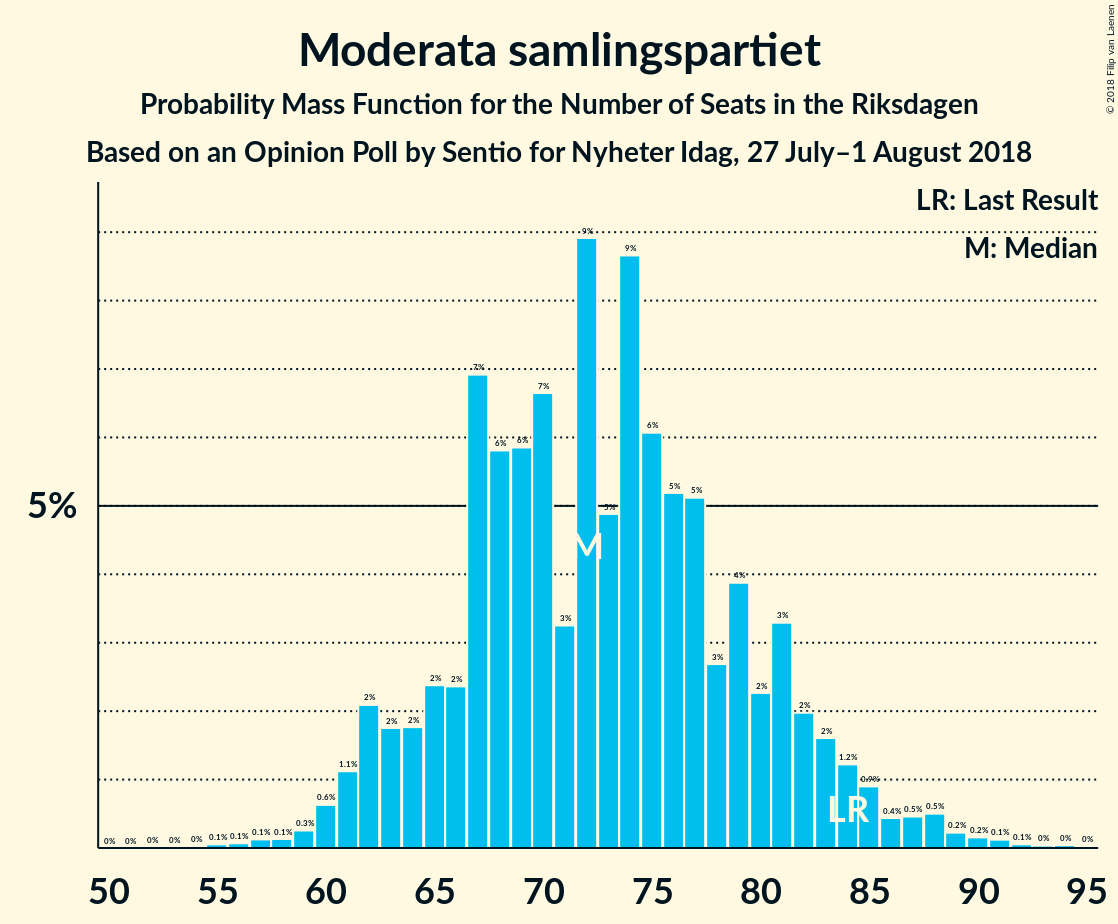 Moderata samlingspartiet
Probability Mass Function for the Number of Seats in the Riksdagen
Based on an Opinion Poll by Sentio for Nyheter Idag, 27 July–1 August 2018
© 2018 Filip van Laenen
LR: Last Result
M: Median
5%
0% 0% 0% 0% 0% 0.1% 0.1% 0.1% 0.1% 0.3% 0.6% 1.1% 2% 2% 2% 2% 2% 7% 6% 6% 7% 3% 9% 5% 9% 6% 5% 5% 3% 4% 2% 3% 2% 2% 1.2% 0.9% 0.4% 0.5% 0.5% 0.2% 0.2% 0.1% 0.1% 0% 0% 0%
M
LR
50 55 60 65 70 75 80 85 90 95